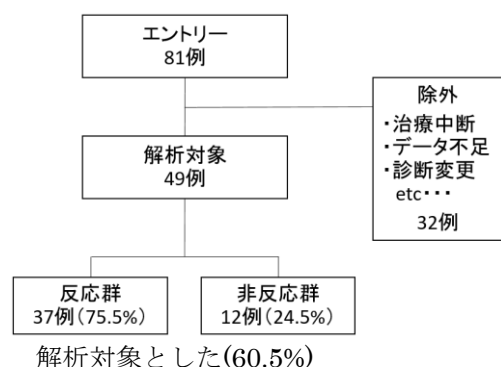 エントリー
81例
除外
・治療中断
・データ不足
・診断変更
etc・・・
32例
解析対象
49例
反応群
37例(75.5%)
非反応群
12例(24.5%)
解析対象とした(60.5%)